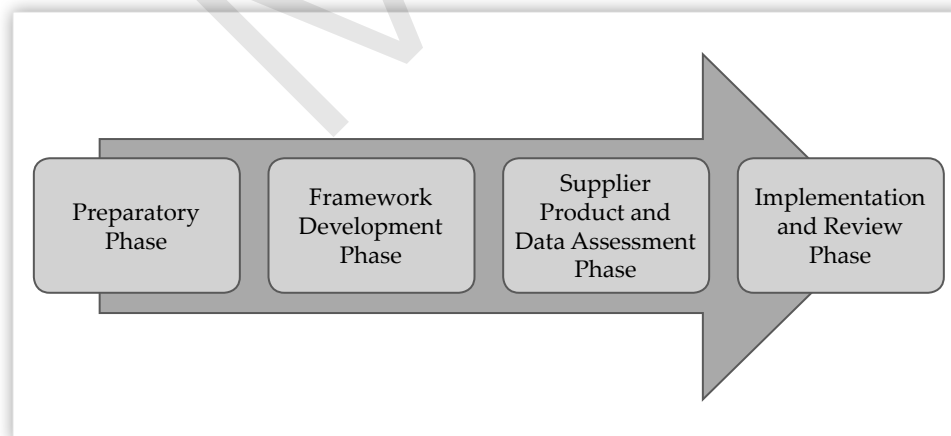 Preparatory
Phase
Framework
Development
Phase
Supplier
Product and
Data Assessment
Phase
Implementation
and Review
Phase